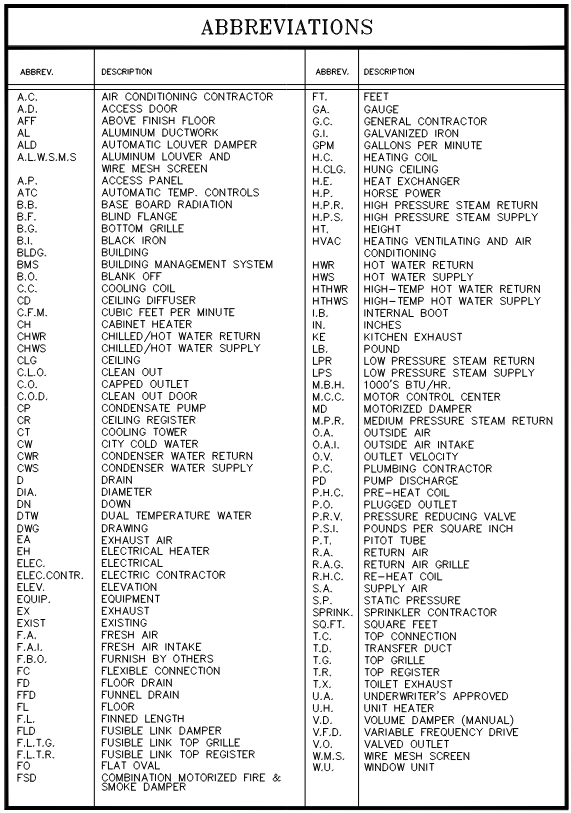 ABBREVIATIONS
ABBREV. DESCRIPTION
A.C. AIR CONDITIONING CONTRACTOR
A.D. ACCESS DOOR
AFF ABOVE FINISH FLOOR
AL ALUMINUM DUCTWORK
ALD AUTOMATIC LOUVER DAMPER
A.L.W.S.M.S ALUMINUM LOUVER AND
WIRE MESH SCREEN
A.P. ACCESS PANEL
ATC AUTOMATIC TEMP. CONTROLS
B.B. BASE BOARD RADIATION
B.F. BLIND FLANGE
B.G. BOTTOM GRILLE
B.I. BLACK IRON
BLDG. BUILDING
BMS BUILDING MANAGEMENT SYSTEM
B.O. BLANK OFF
C.C. COOLING COIL
CD CEILING DIFFUSER
C.F.M. CUBIC FEET PER MINUTE
CH CABINET HEATER
CHWR CHILLED/HOT WATER RETURN
CHWS CHILLED/HOT WATER SUPPLY
CLG CEILING
C.L.O. CLEAN OUT
C.O. CAPPED OUTLET
C.O.D. CLEAN OUT DOOR
CP CONDENSATE PUMP
CR CEILING REGISTER
CT COOLING TOWER
CW CITY COLD WATER
CWR CONDENSER WATER RETURN
CWS CONDENSER WATER SUPPLY
D DRAIN
DIA. DIAMETER
DN DOWN
DTW DUAL TEMPERATURE WATER
DWG DRAWING
EA EXHAUST AIR
EH ELECTRICAL HEATER
ELEC. ELECTRICAL
ELEC.CONTR. ELECTRIC CONTRACTOR
ELEV. ELEVATION
EQUIP. EQUIPMENT
EX EXHAUST
EXIST EXISTING
F.A. FRESH AIR
F.A.I. FRESH AIR INTAKE
F.B.O. FURNISH BY OTHERS
FC FLEXIBLE CONNECTION
FD FLOOR DRAIN
FFD FUNNEL DRAIN
FL FLOOR
F.L. FINNED LENGTH
FLD FUSIBLE LINK DAMPER
F.L.T.G. FUSIBLE LINK TOP GRILLE
F.L.T.R. FUSIBLE LINK TOP REGISTER
FO FLAT OVAL
FSD COMBINATION MOTORIZED FIRE &
SMOKE DAMPER
ABBREV. DESCRIPTION
FT. FEET
GA. GAUGE
G.C. GENERAL CONTRACTOR
G.I. GALVANIZED IRON
GPM GALLONS PER MINUTE
H.C. HEATING COIL
H.CLG. HUNG CEILING
H.E. HEAT EXCHANGER
H.P. HORSE POWER
H.P.R. HIGH PRESSURE STEAM RETURN
H.P.S. HIGH PRESSURE STEAM SUPPLY
HT. HEIGHT
HVAC HEATING VENTILATING AND AIR
CONDITIONING
HWR HOT WATER RETURN
HWS HOT WATER SUPPLY
HTHWR HIGH-TEMP HOT WATER RETURN
HTHWS HIGH-TEMP HOT WATER SUPPLY
I.B. INTERNAL BOOT
IN. INCHES
KE KITCHEN EXHAUST
LB. POUND
LPR LOW PRESSURE STEAM RETURN
LPS LOW PRESSURE STEAM SUPPLY
M.B.H. 1000'S BTU/HR.
M.C.C. MOTOR CONTROL CENTER
MD MOTORIZED DAMPER
M.P.R. MEDIUM PRESSURE STEAM RETURN
O.A. OUTSIDE AIR
O.A.I. OUTSIDE AIR INTAKE
O.V. OUTLET VELOCITY
P.C. PLUMBING CONTRACTOR
PD PUMP DISCHARGE
P.H.C. PRE-HEAT COIL
P.O. PLUGGED OUTLET
P.R.V. PRESSURE REDUCING VALVE
P.S.I. POUNDS PER SQUARE INCH
P.T. PITOT TUBE
R.A. RETURN AIR
R.A.G. RETURN AIR GRILLE
R.H.C. RE-HEAT COIL
S.A. SUPPLY AIR
S.P. STATIC PRESSURE
SPRINK. SPRINKLER CONTRACTOR
SQ.FT. SQUARE FEET
T.C. TOP CONNECTION
T.D. TRANSFER DUCT
T.G. TOP GRILLE
T.R. TOP REGISTER
T.X. TOILET EXHAUST
U.A. UNDERWRITER'S APPROVED
U.H. UNIT HEATER
V.D. VOLUME DAMPER (MANUAL)
V.F.D. VARIABLE FREQUENCY DRIVE
V.O. VALVED OUTLET
W.M.S. WIRE MESH SCREEN
W.U. WINDOW UNIT